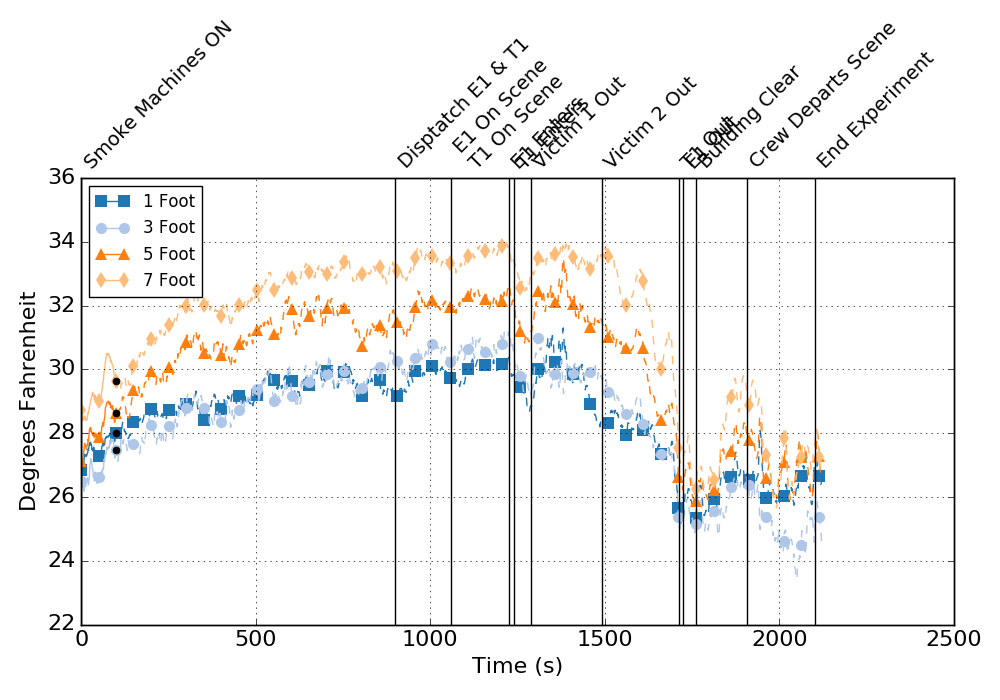 Smoke Machines ON
Disptatch E1 & T1
E1 On Scene
T1 On Scene
E1 Enters
T1 Enters
Victim 1 Out
Victim 2 Out
T1 Out
E1 Out
Building Clear
Crew Departs Scene
End Experiment
36
34
32
30
28
26
24
22
1 Foot
3 Foot
5 Foot
7 Foot
Degrees Fahrenheit
0
500
1000
1500
2000
2500
Time (s)